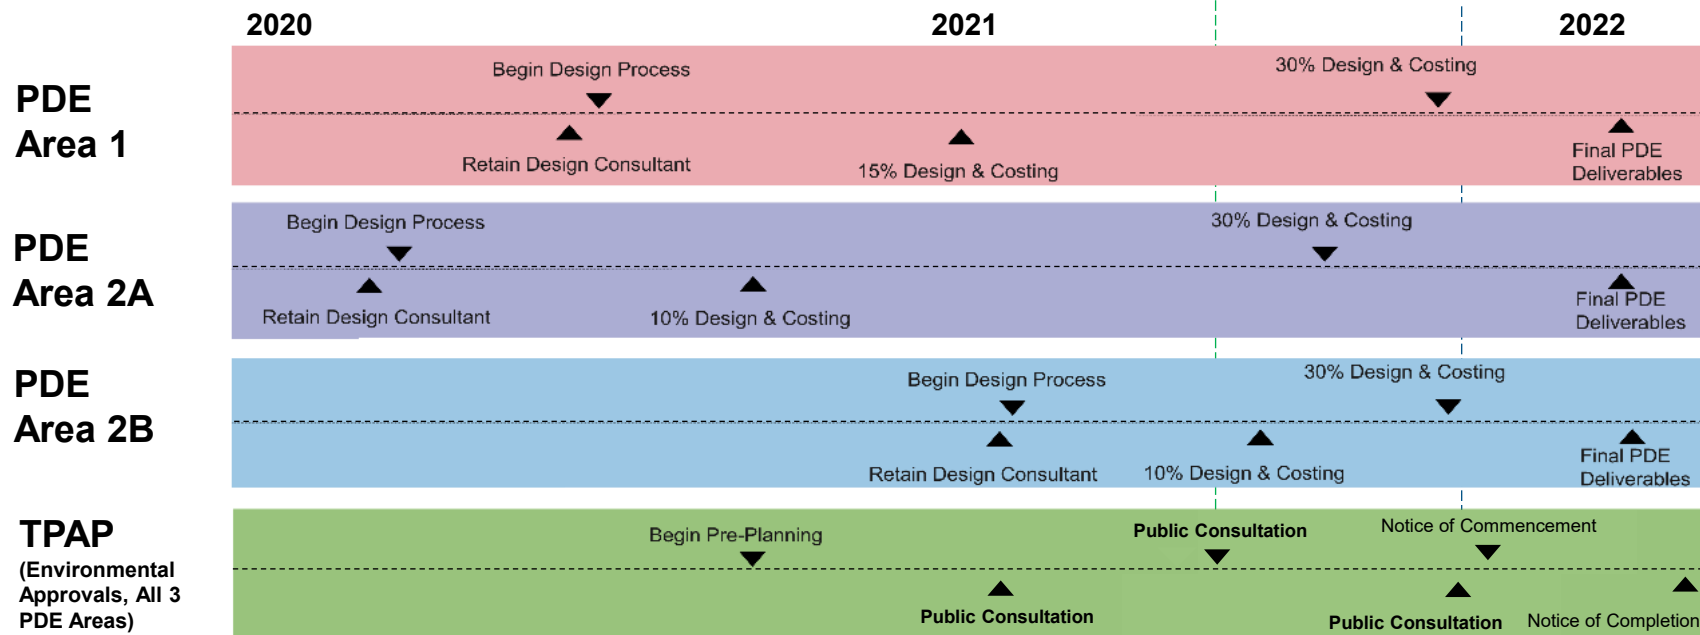 2020
2021
2022
PDE
Area 1
Begin Design Process
30% Design & Costing
Retain Design Consultant
15% Design & Costing
Final PDE
Deliverables
PDE
Area 2A
Begin Design Process
30% Design & Costing
Retain Design Consultant
10% Design & Costing
Final PDE
Deliverables
PDE
Area 2B
Begin Design Process
30% Design & Costing
Retain Design Consultant
10% Design & Costing
Final PDE
Deliverables
TPAP
(Environmental
Approvals, All 3
PDE Areas)
Begin Pre-Planning
Public Consultation
Notice of Commencement
Public Consultation
Public Consultation
Notice of Completion